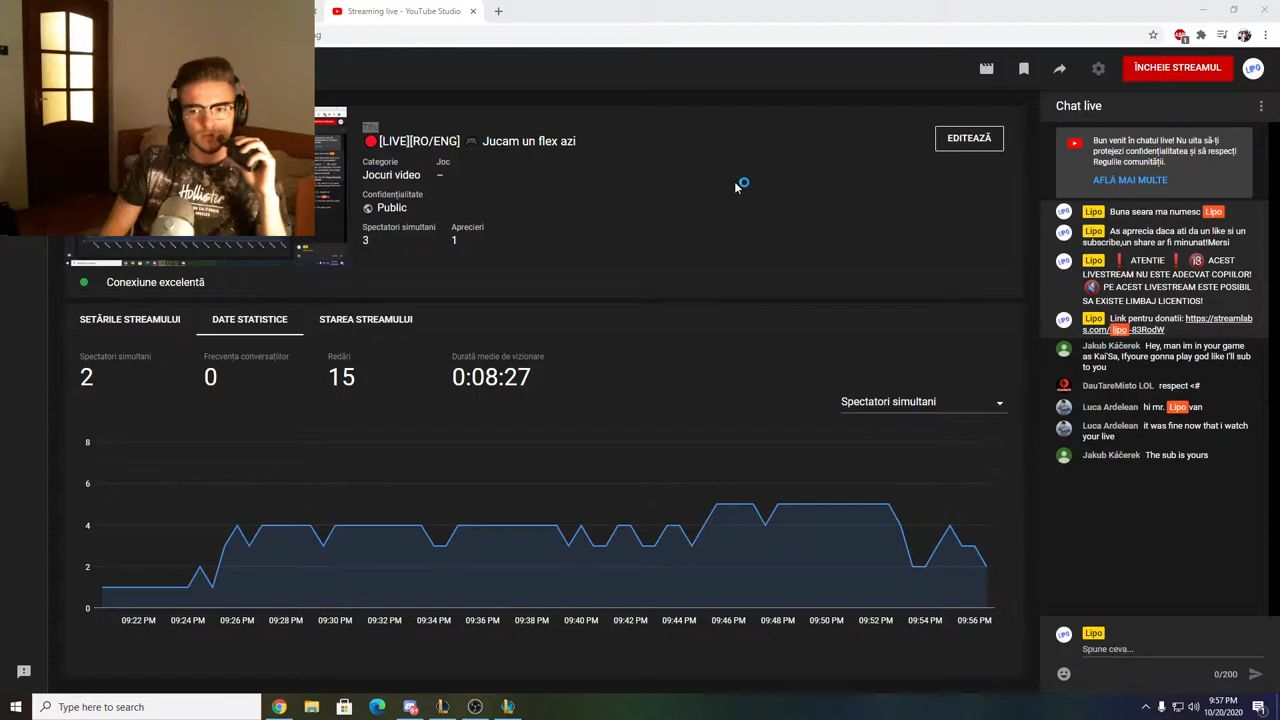 Streaming live - YouTube Studio
ÎNCHEIE STREAMUL
Titlu
[LIVE][RO/ENG] 🎮 Jucam un flex azi
EDITEAZĂ
Categorie
Joc
Jocuri video
–
Confidențialitate
Public
Spectatori simultani
Aprecieri
3
1
Hollister
Conexiune excelentă
SETĂRILE STREAMULUI
DATE STATISTICE
STAREA STREAMULUI
Spectatori simultani
Frecvența conversațiilor
Redări
Durată medie de vizionare
2
0
15
0:08:27
Spectatori simultani
8
6
4
2
0
09:22 PM 09:24 PM 09:26 PM 09:28 PM 09:30 PM 09:32 PM 09:34 PM 09:36 PM 09:38 PM 09:40 PM 09:42 PM 09:44 PM 09:46 PM 09:48 PM 09:50 PM 09:52 PM 09:54 PM 09:56 PM
Chat live
Bun venit în chatul live! Nu uita să-ți
protejezi confidențialitatea și să respecți
Regulile comunității.
AFLĂ MAI MULTE
Lipo Buna seara ma numesc Lipo
Lipo As aprrecia daca ati da un like si un
subscribe,un share ar fi minunat!Mersi
Lipo ❗ ATENTIE ❗ 🔞 ACEST
LIVESTREAM NU ESTE ADECVAT COPIILOR!
🔇 PE ACEST LIVESTREAM ESTE POSIBIL
SA EXISTE LIMBAJ LICENTIOS!
Lipo Link pentru donatii: https://streamlab
s.com/lipo-83RodW
Jakub Káčerek Hey, man im in your game
as Kai'Sa, Ifyoure gonna play god like I'll sub
to you
DauTareMisto LOL respect <#
Luca Ardelean hi mr. Lipovan
Luca Ardelean it was fine now that i watch
your live
Jakub Káčerek The sub is yours
Lipo
Spune ceva...
0/200
Type here to search
9:57 PM
10/20/2020